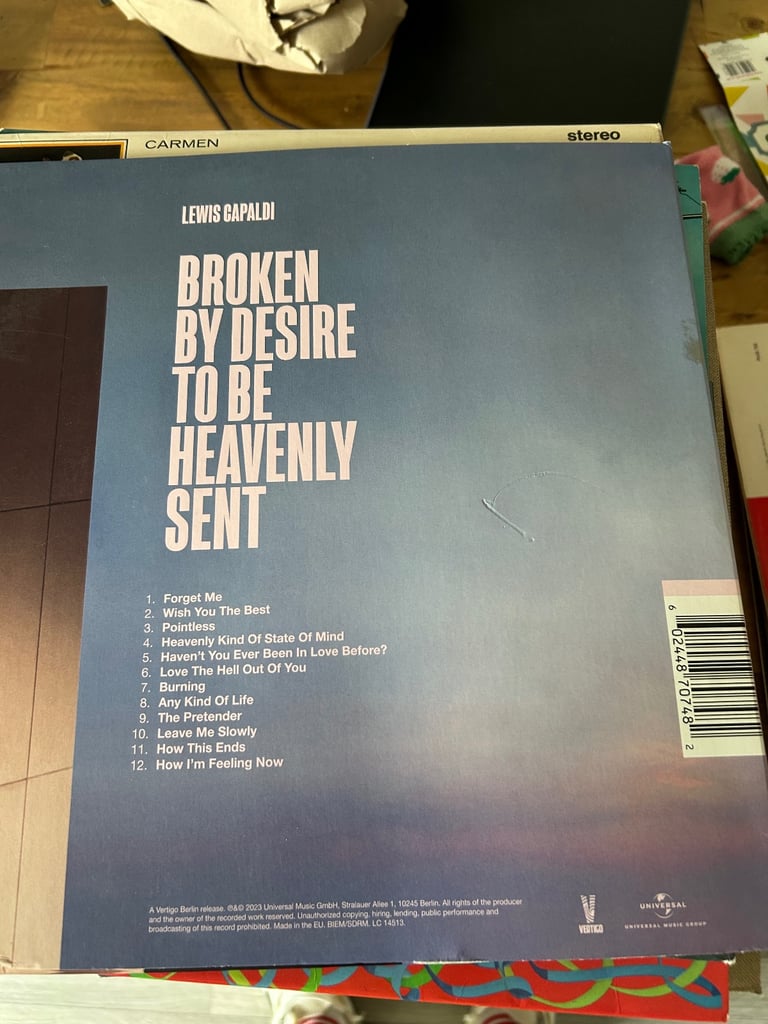 CARMEN
stereo
LEWIS CAPALDI
BROKEN
BY DESIRE
TO BE
HEAVENLY
SENT
1. Forget Me
2. Wish You The Best
3. Pointless
4. Heavenly Kind Of State Of Mind
5. Haven't You Ever Been In Love Before?
6. Love The Hell Out Of You
7. Burning
8. Any Kind Of Life
9. The Pretender
10. Leave Me Slowly
11. How This Ends
12. How I'm Feeling Now
6 02448 70748 2
A Vertigo Berlin release. ℗&© 2023 Universal Music GmbH, Stralauer Allee 1, 10245 Berlin. All rights of the producer
and the owner of the recorded work reserved. Unauthorized copying, hiring, lending, public performance and
broadcasting of this record prohibited. Made in the EU. BIEM/SDRM. LC 14513.
VERTIGO
UNIVERSAL
UNIVERSAL MUSIC GROUP